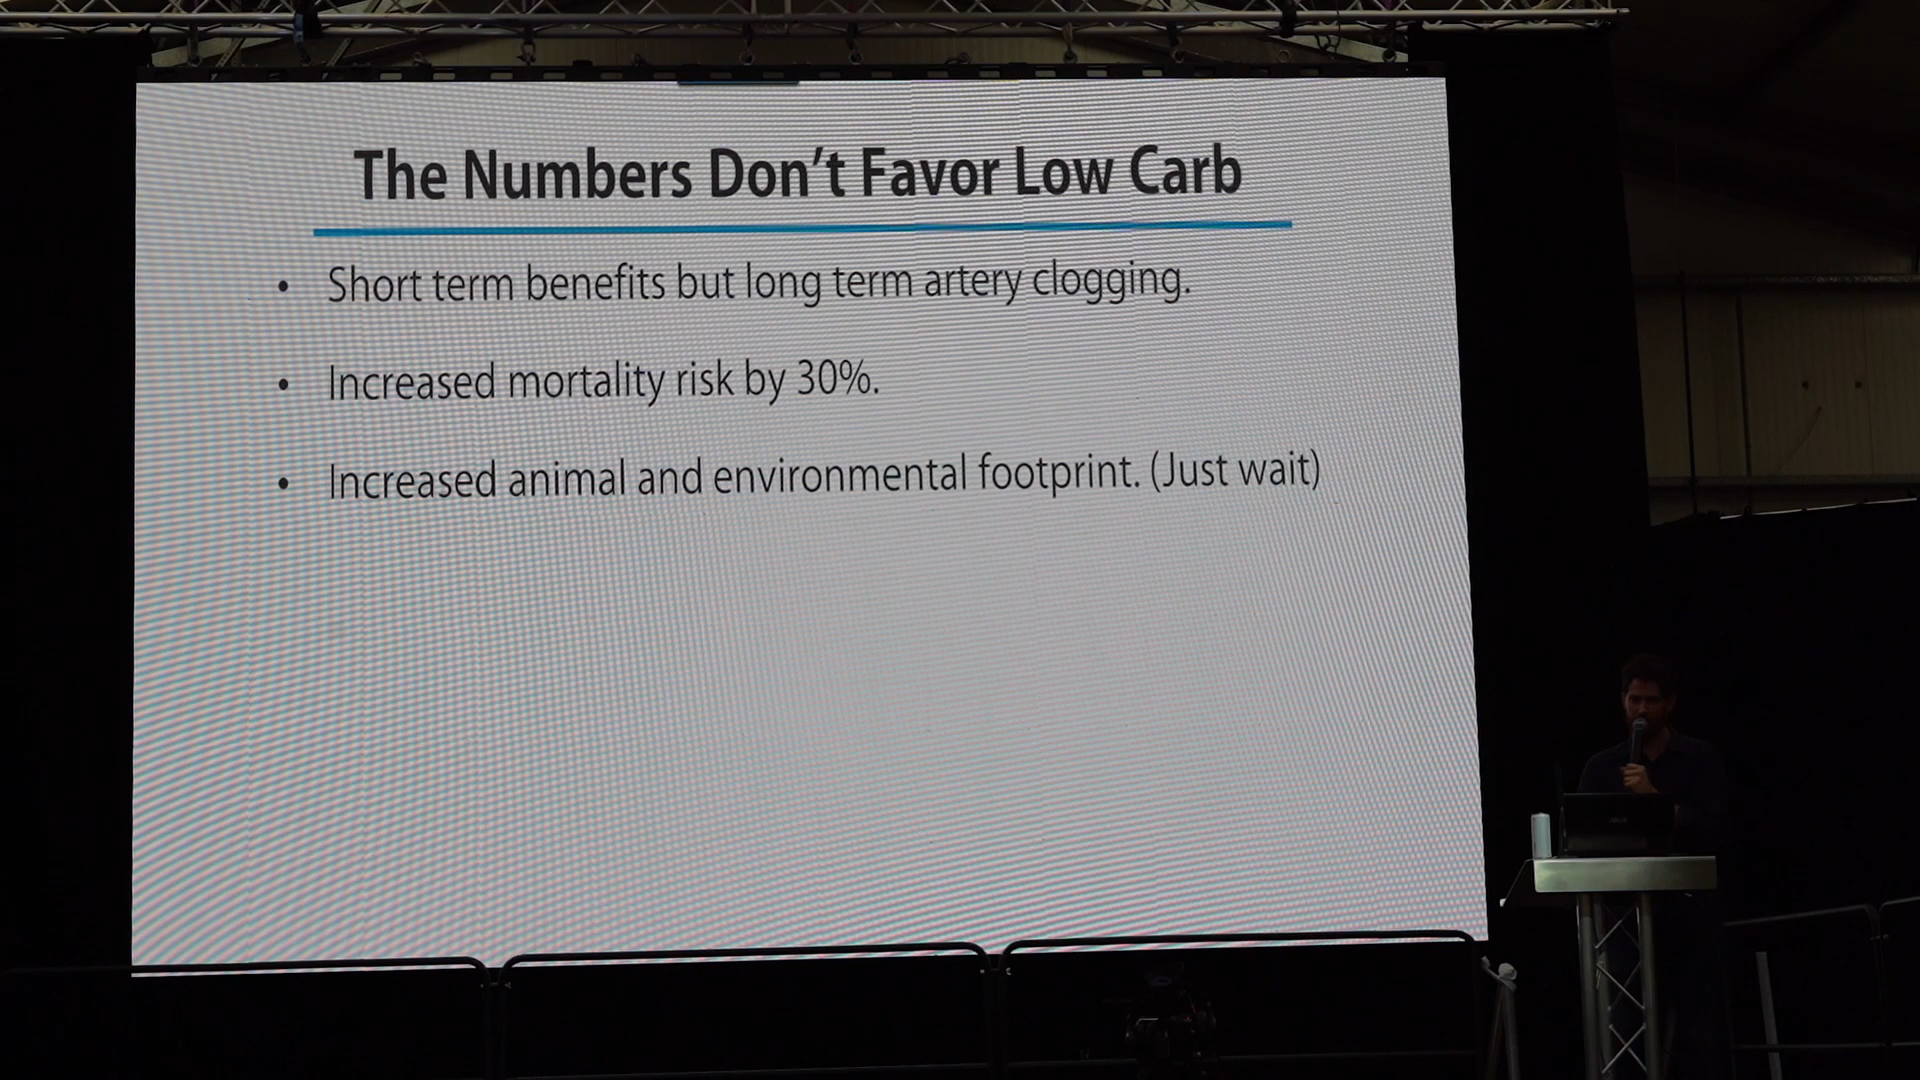 The Numbers Don't Favor Low Carb
• Short term benefits but long term artery clogging.
• Increased mortality risk by 30%.
• Increased animal and environmental footprint. (Just wait)